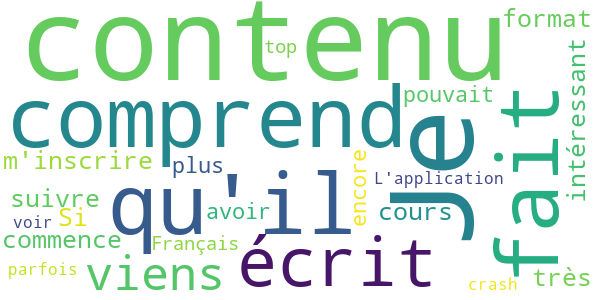 contenu
format
top
intéressant
comprend
pouvait
Je
fait
m'inscrire
plus
encore
L'application
qu'il
suivre
Si
avoir
cours
voir
commence
Français
écrit
parfois
viens
très
crash